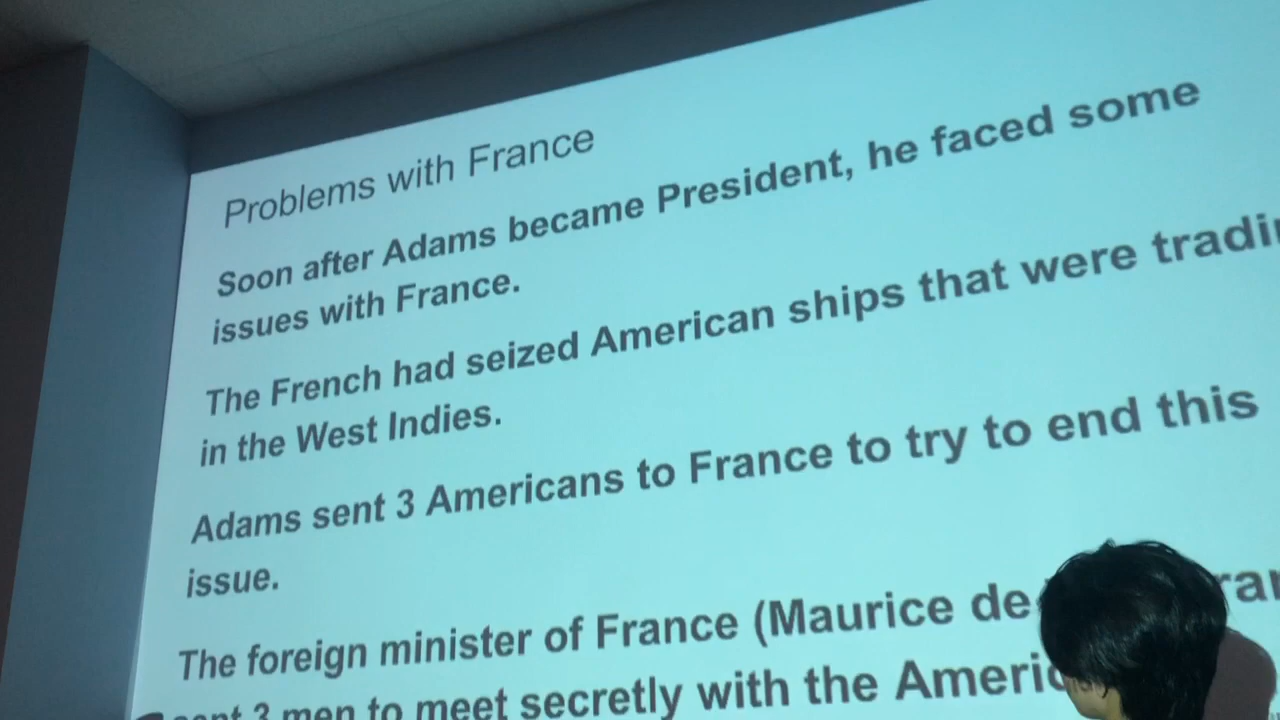 Problems with France
Soon after Adams became President, he faced some
issues with France.
The French had seized American ships that were
in the West Indies.
Adams sent 3 Americans to France to try to end this
issue.
The foreign minister of France (Maurice de
sent 3 men to meet secretly with the